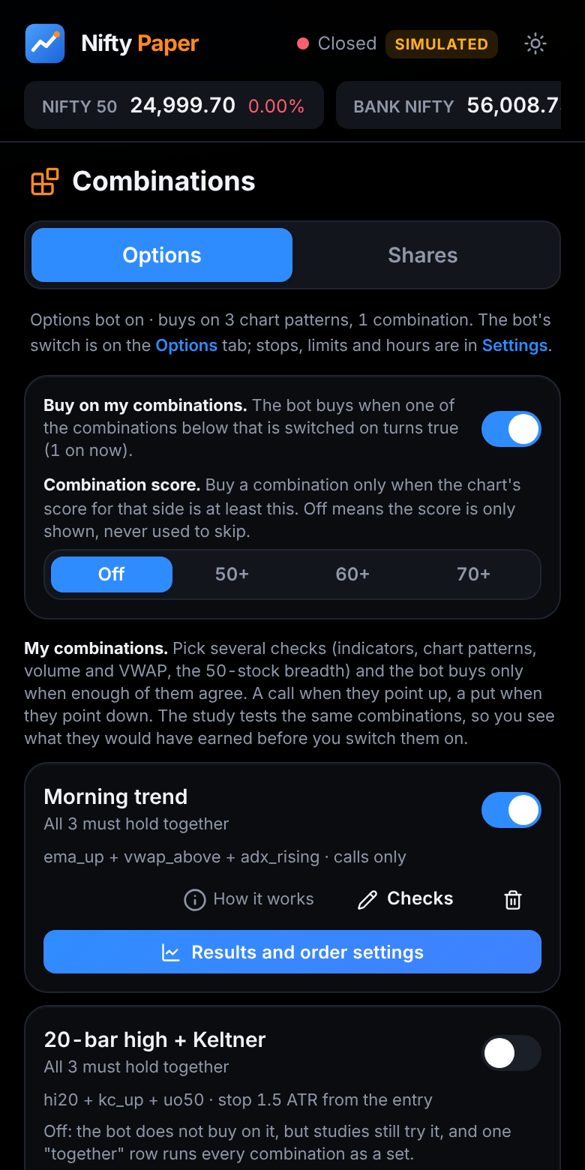 Nifty Paper
Closed
SIMULATED
NIFTY 50 24,999.70 0.00%
BANK NIFTY 56,008.7
Combinations
Options
Shares
Options bot on · buys on 3 chart patterns, 1 combination. The bot's
switch is on the Options tab; stops, limits and hours are in Settings.
Buy on my combinations. The bot buys when one of
the combinations below that is switched on turns true
(1 on now).
Combination score. Buy a combination only when the chart's
score for that side is at least this. Off means the score is only
shown, never used to skip.
Off
50+
60+
70+
My combinations. Pick several checks (indicators, chart patterns,
volume and VWAP, the 50-stock breadth) and the bot buys only
when enough of them agree. A call when they point up, a put when
they point down. The study tests the same combinations, so you see
what they would have earned before you switch them on.
Morning trend
All 3 must hold together
ema_up + vwap_above + adx_rising · calls only
How it works
Checks
Results and order settings
20-bar high + Keltner
All 3 must hold together
hi20 + kc_up + uo50 · stop 1.5 ATR from the entry
Off: the bot does not buy on it, but studies still try it, and one
"together" row runs every combination as a set.